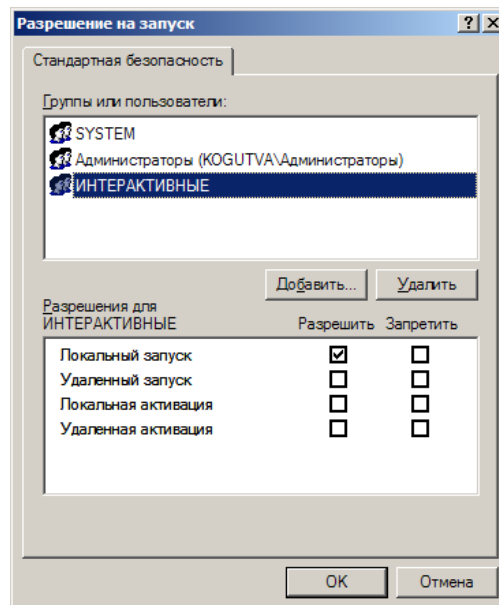 Разрешение на запуск
Стандартная безопасность
Группы или пользователи:
SYSTEM
Администраторы (KOGUTVA\Администраторы)
ИНТЕРАКТИВНЫЕ
Добавить... Удалить
Разрешения для
ИНТЕРАКТИВНЫЕ Разрешить Запретить
Локальный запуск
Удаленный запуск
Локальная активация
Удаленная активация
OK Отмена